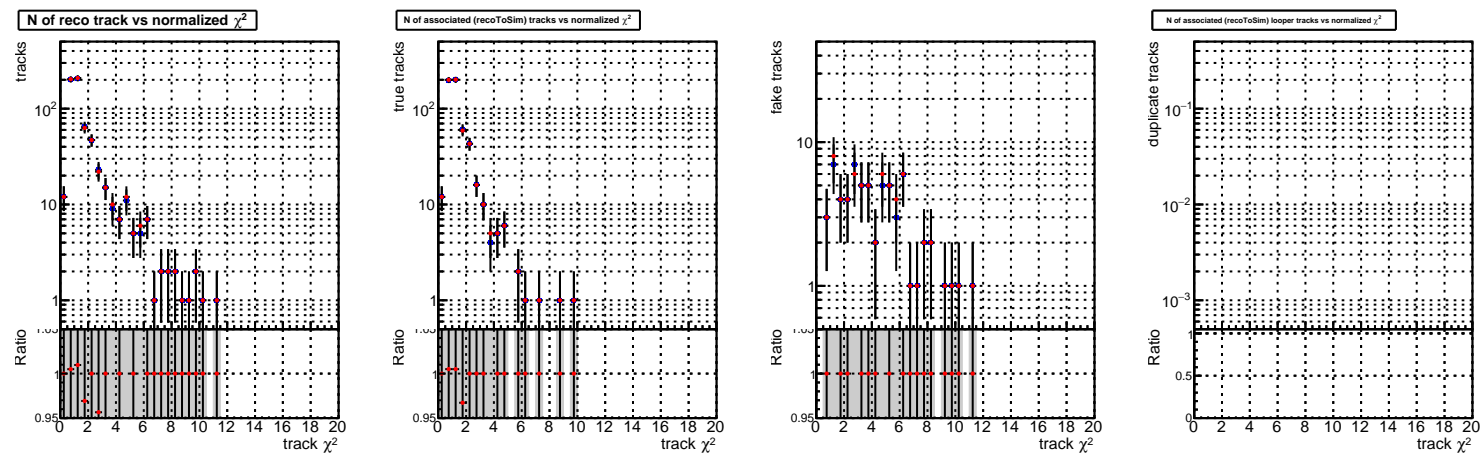 N of reco track vs normalized χ²
tracks
10²
10
1
1.05
Ratio
1
0.95
0 2 4 6 8 10 12 14 16 18 20
track χ²
N of associated (recoToSim) tracks vs normalized χ²
true tracks
10²
10
1
1.05
Ratio
1
0.95
0 2 4 6 8 10 12 14 16 18 20
track χ²
fake tracks
10
1
1.05
Ratio
1
0.95
0 2 4 6 8 10 12 14 16 18 20
track χ²
N of associated (recoToSim) looper tracks vs normalized χ²
duplicate tracks
10⁻¹
10⁻²
10⁻³
Ratio
1
0.5
0
0 2 4 6 8 10 12 14 16 18 20
track χ²